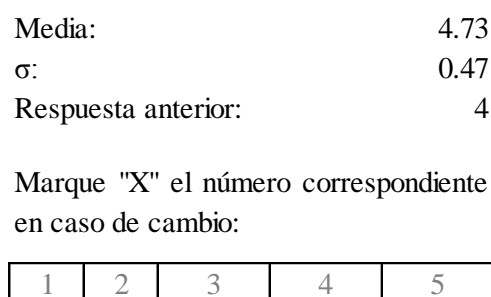 Media: 4.73
σ: 0.47
Respuesta anterior: 4
Marque "X" el número correspondiente
en caso de cambio:
1 2 3 4 5